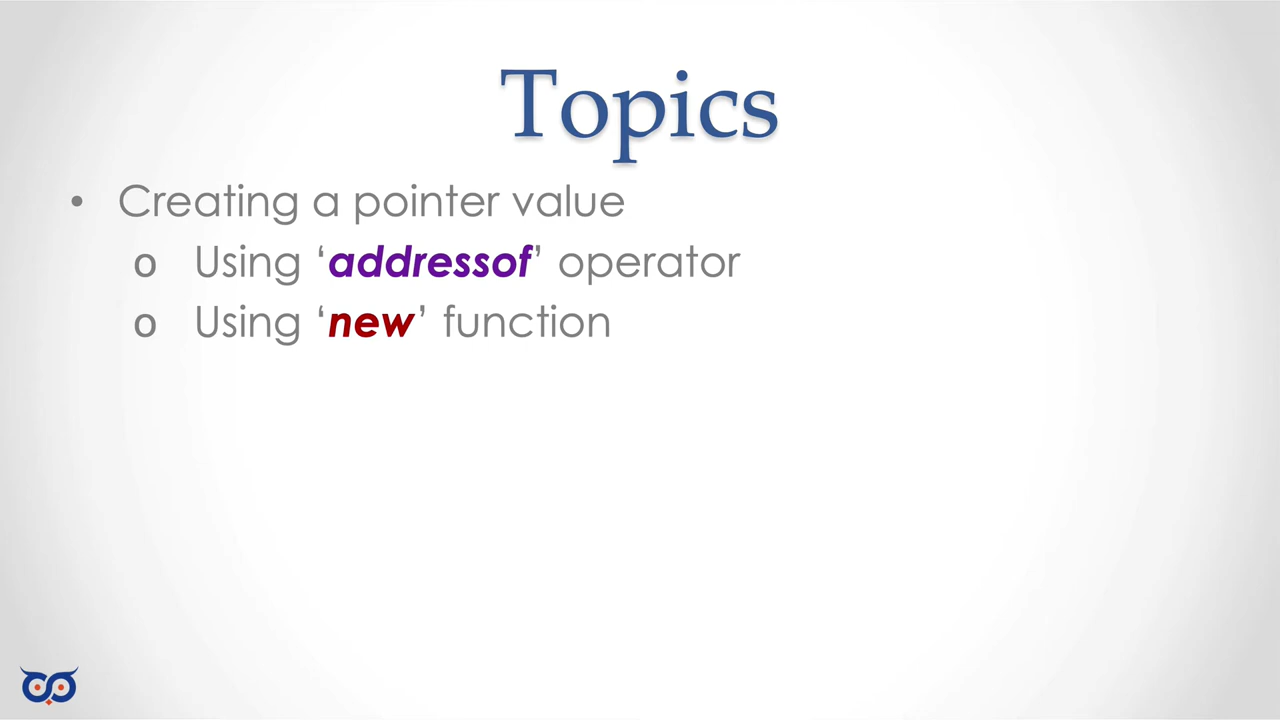 Topics
• Creating a pointer value
o Using ‘addressof’ operator
o Using ‘new’ function